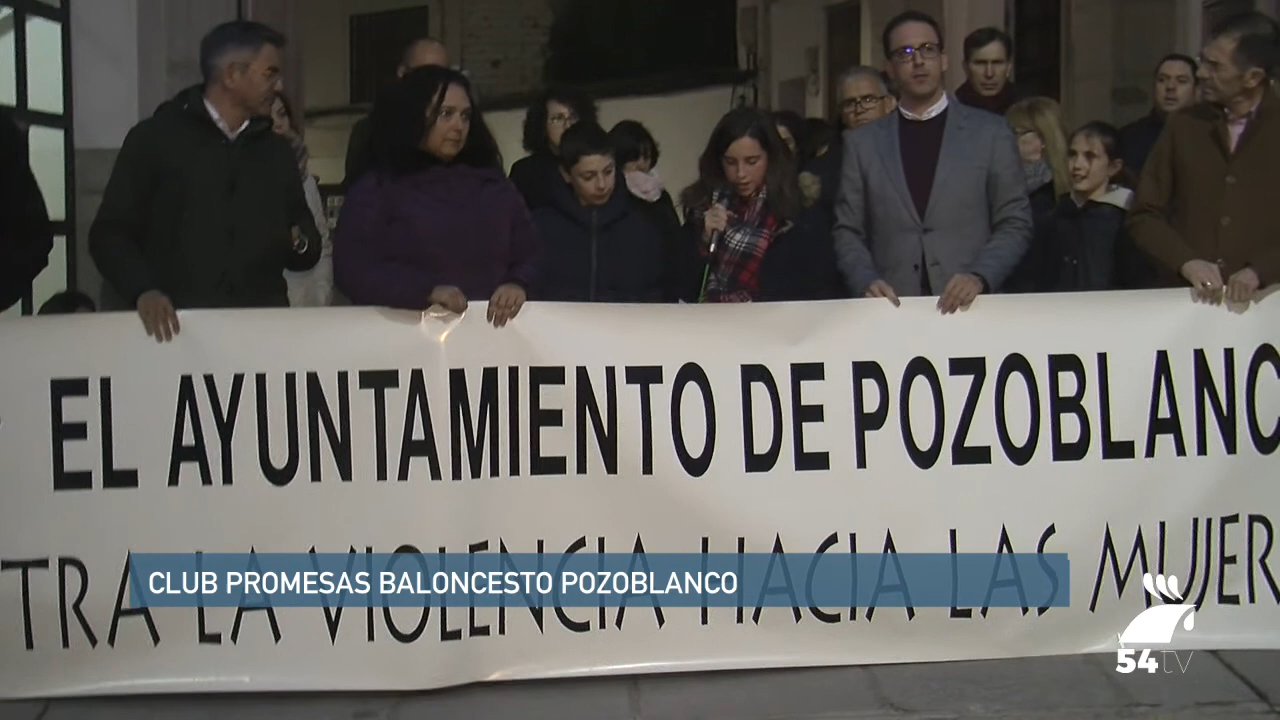 EL AYUNTAMIENTO DE POZOBLANC
TRA LA VIOLENCIA HACIA LAS MUJER
CLUB PROMESAS BALONCESTO POZOBLANCO
54TV